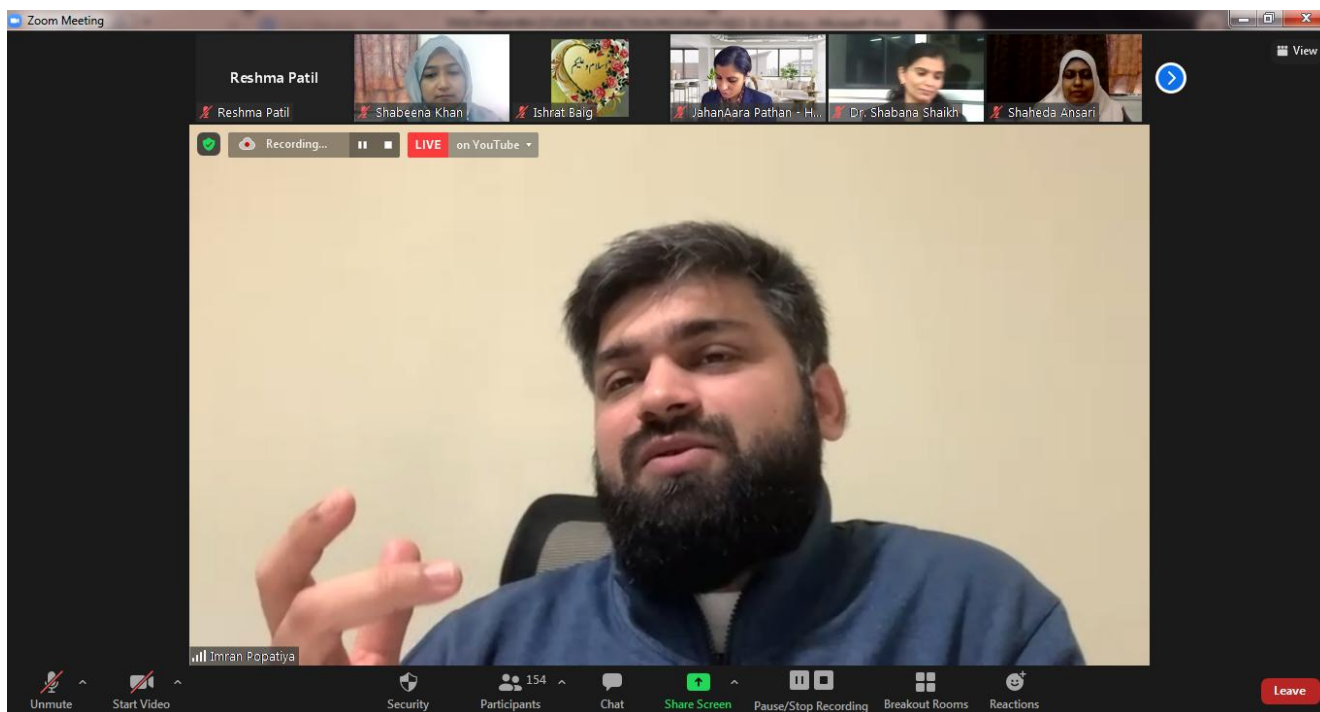 Zoom Meeting
View
Reshma Patil
Reshma Patil
Shabeena Khan
Ishrat Baig
JahanAara Pathan - H...
Dr. Shabana Shaikh
Shaheda Ansari
Recording...
LIVE on YouTube
Imran Popatiya
154
Unmute
Start Video
Security
Participants
Chat
Share Screen
Pause/Stop Recording
Breakout Rooms
Reactions
Leave